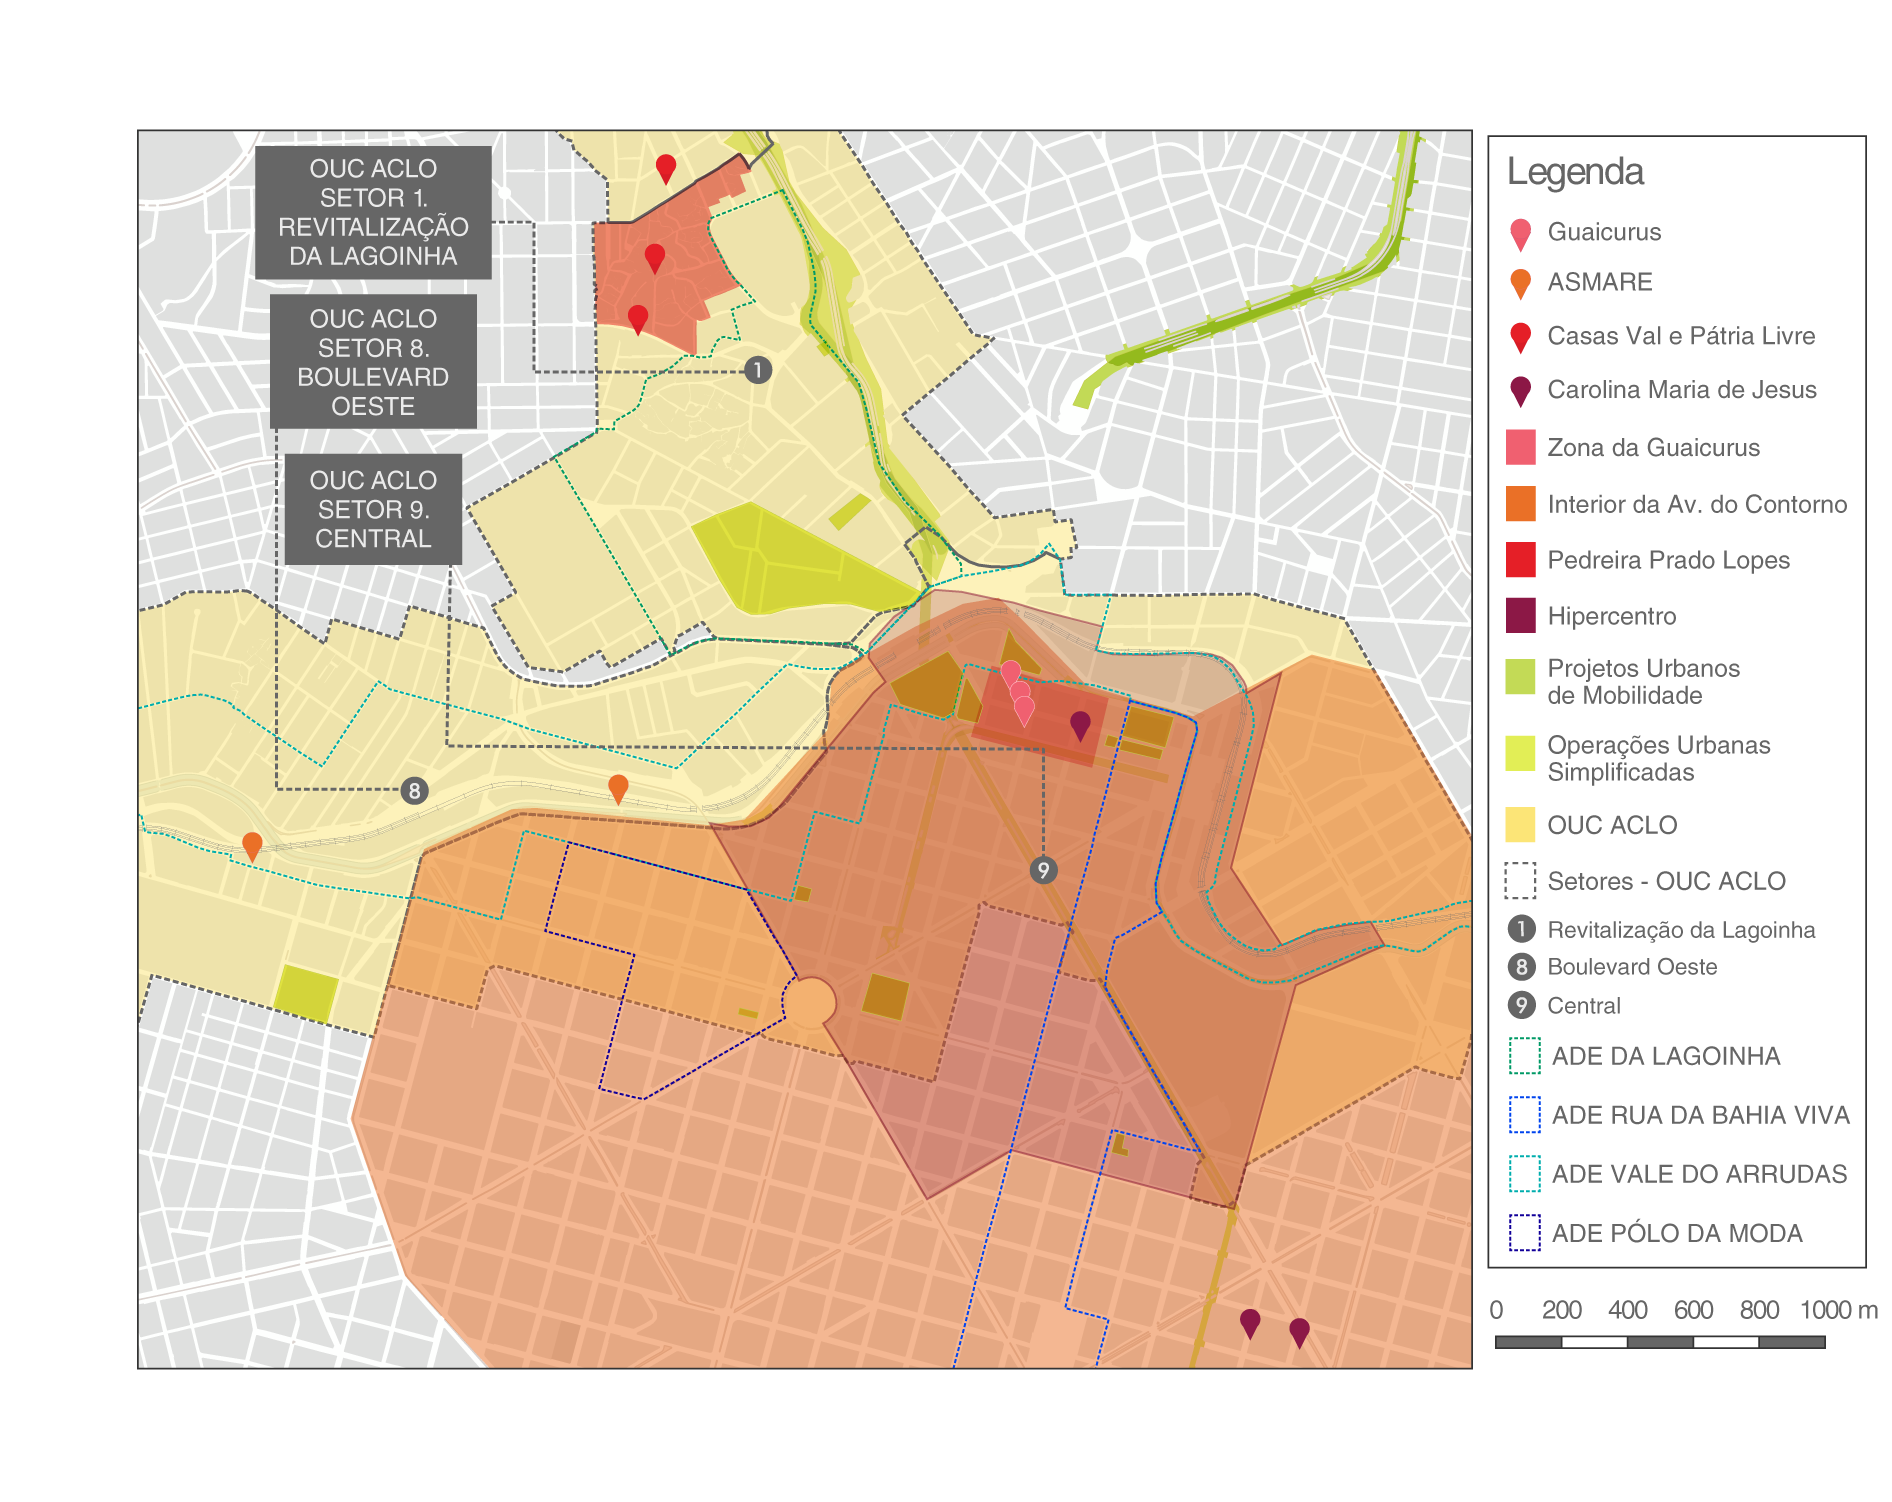 OUC ACLO
SETOR 1.
REVITALIZAÇÃO
DA LAGOINHA
OUC ACLO
SETOR 8.
BOULEVARD
OESTE
OUC ACLO
SETOR 9.
CENTRAL
1
8
9
Legenda
Guaicurus
ASMARE
Casas Val e Pátria Livre
Carolina Maria de Jesus
Zona da Guaicurus
Interior da Av. do Contorno
Pedreira Prado Lopes
Hipercentro
Projetos Urbanos
de Mobilidade
Operações Urbanas
Simplificadas
OUC ACLO
Setores - OUC ACLO
1 Revitalização da Lagoinha
8 Boulevard Oeste
9 Central
ADE DA LAGOINHA
ADE RUA DA BAHIA VIVA
ADE VALE DO ARRUDAS
ADE PÓLO DA MODA
0 200 400 600 800 1000 m